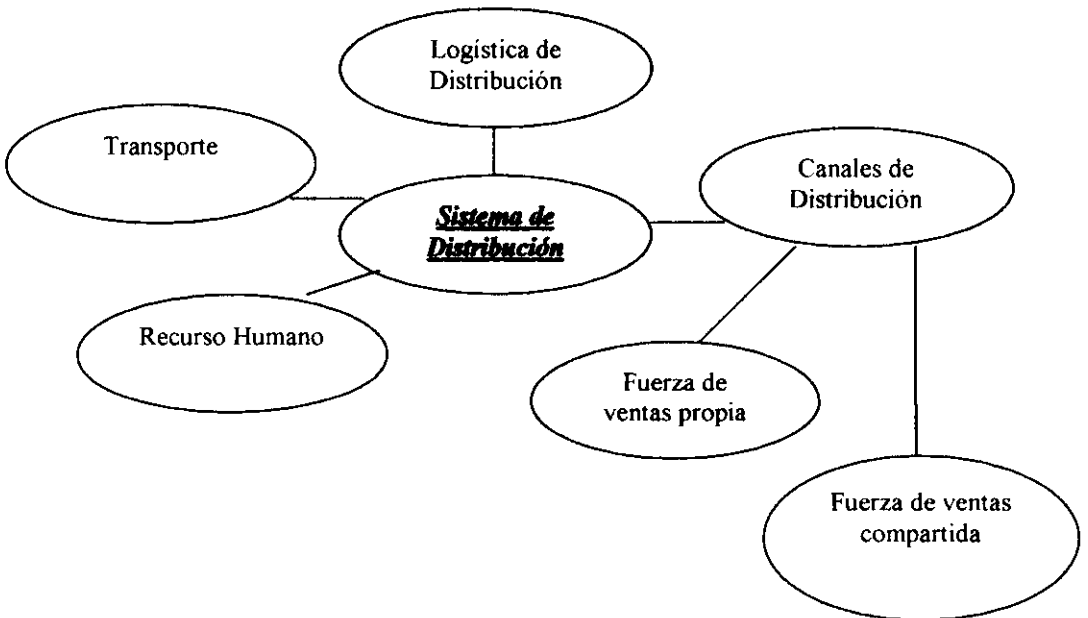 Logística de
Distribución
Transporte
Canales de
Distribución
Sistema de
Distribución
Recurso Humano
Fuerza de
ventas propia
Fuerza de ventas
compartida